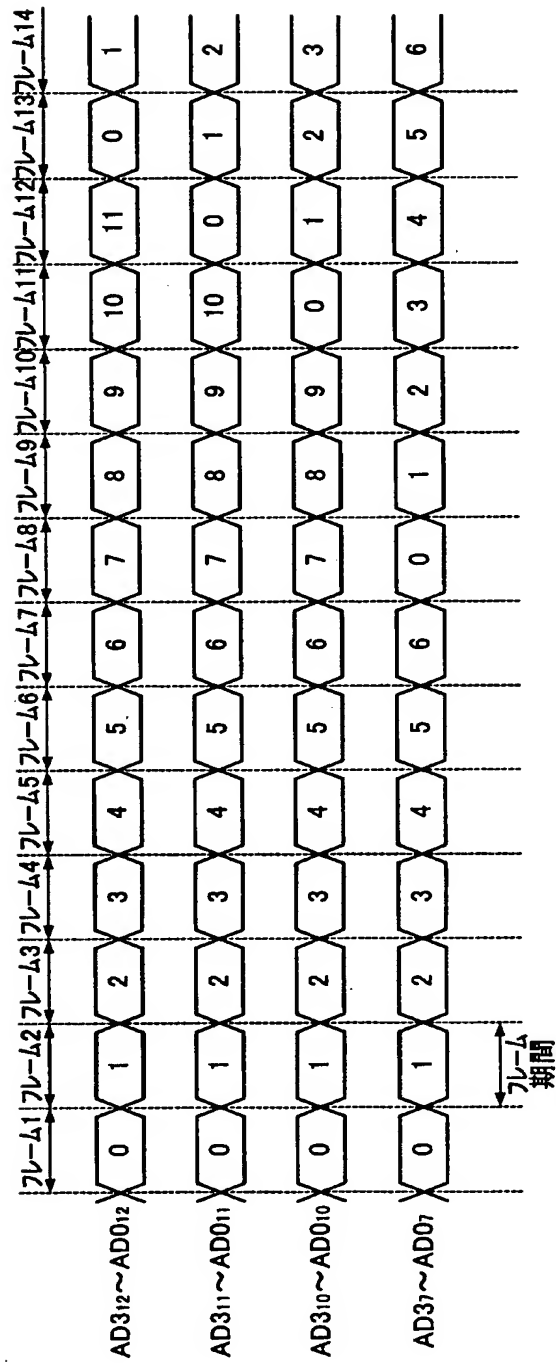 フレーム1 フレーム2 フレーム3 フレーム4 フレーム5 フレーム6 フレーム7 フレーム8 フレーム9 フレーム10 フレーム11 フレーム12 フレーム13 フレーム14
AD3₁₂～AD0₁₂ 0 1 2 3 4 5 6 7 8 9 10 11 0 1
AD3₁₁～AD0₁₁ 0 1 2 3 4 5 6 7 8 9 10 0 1 2
AD3₁₀～AD0₁₀ 0 1 2 3 4 5 6 7 8 9 0 1 2 3
AD3₇～AD0₇ 0 1 2 3 4 5 6 0 1 2 3 4 5 6
フレーム
期間